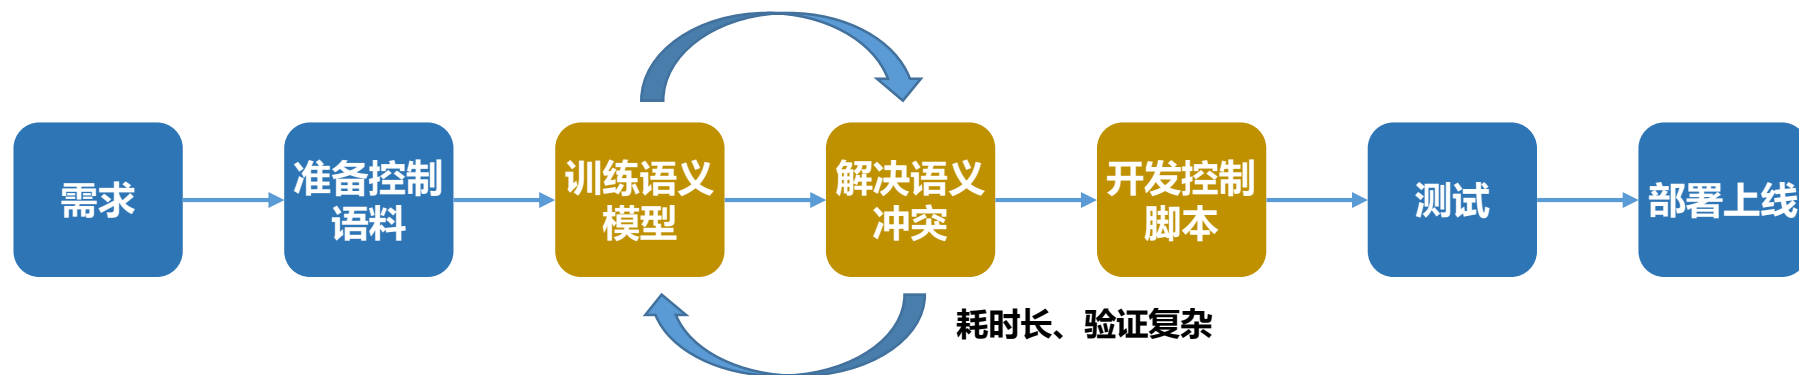 需求
准备控制
语料
训练语义
模型
解决语义
冲突
开发控制
脚本
测试
部署上线
耗时长、验证复杂